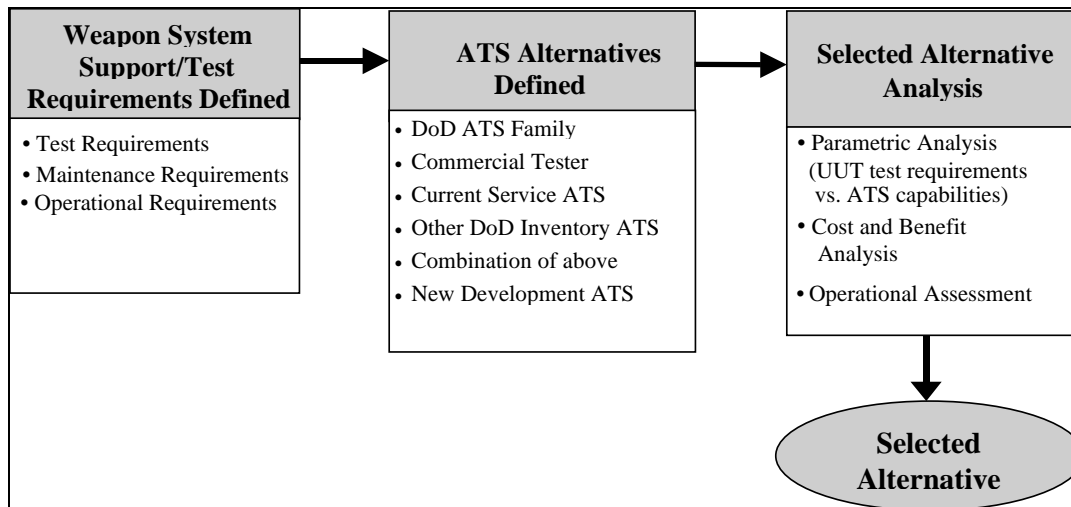 Weapon System
Support/Test
Requirements Defined
• Test Requirements
• Maintenance Requirements
• Operational Requirements
ATS Alternatives
Defined
• DoD ATS Family
• Commercial Tester
• Current Service ATS
• Other DoD Inventory ATS
• Combination of above
• New Development ATS
Selected Alternative
Analysis
• Parametric Analysis
(UUT test requirements
vs. ATS capabilities)
• Cost and Benefit
Analysis
• Operational Assessment
Selected
Alternative